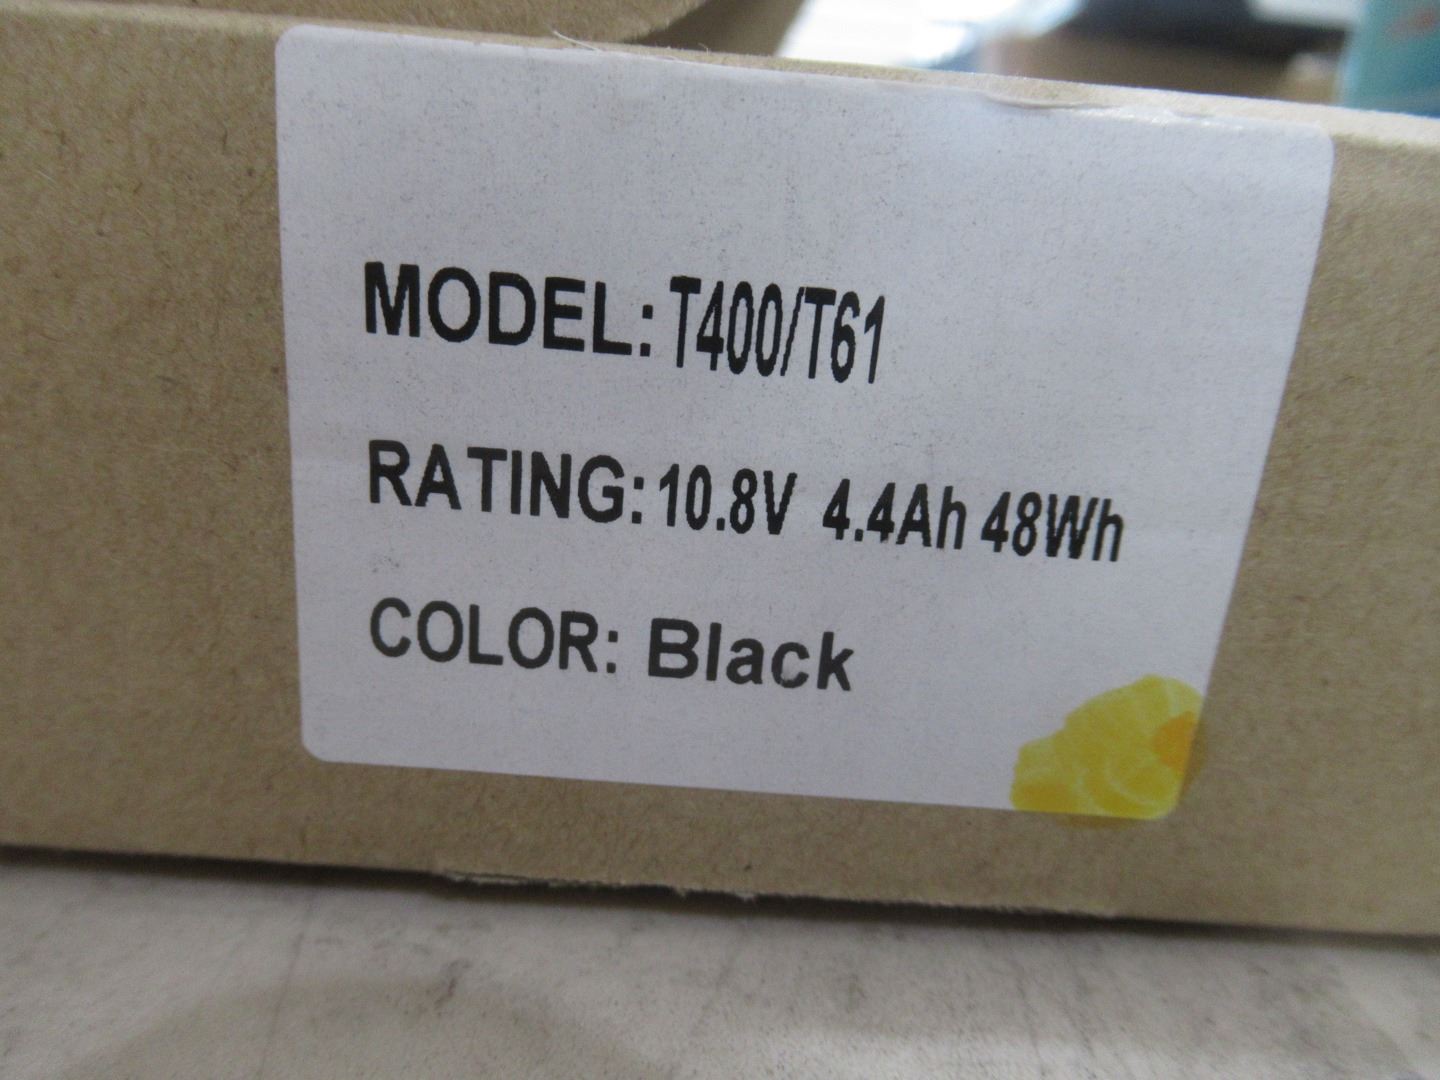 MODEL: T400/T61
RATING: 10.8V 4.4Ah 48Wh
COLOR: Black